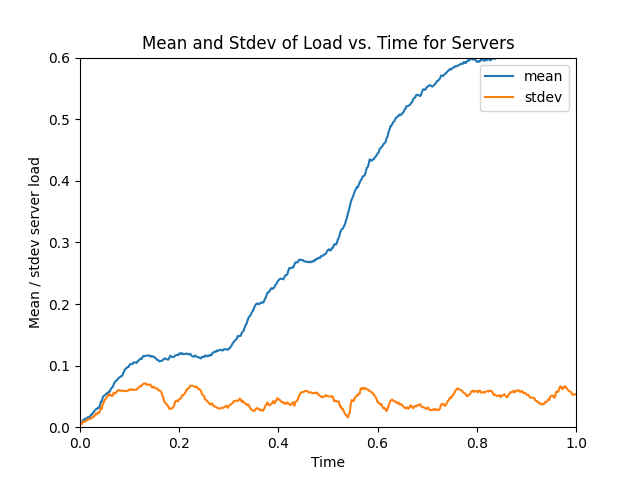 Mean and Stdev of Load vs. Time for Servers
mean
stdev
Mean / stdev server load
0.6
0.5
0.4
0.3
0.2
0.1
0.0
0.0 0.2 0.4 0.6 0.8 1.0
Time